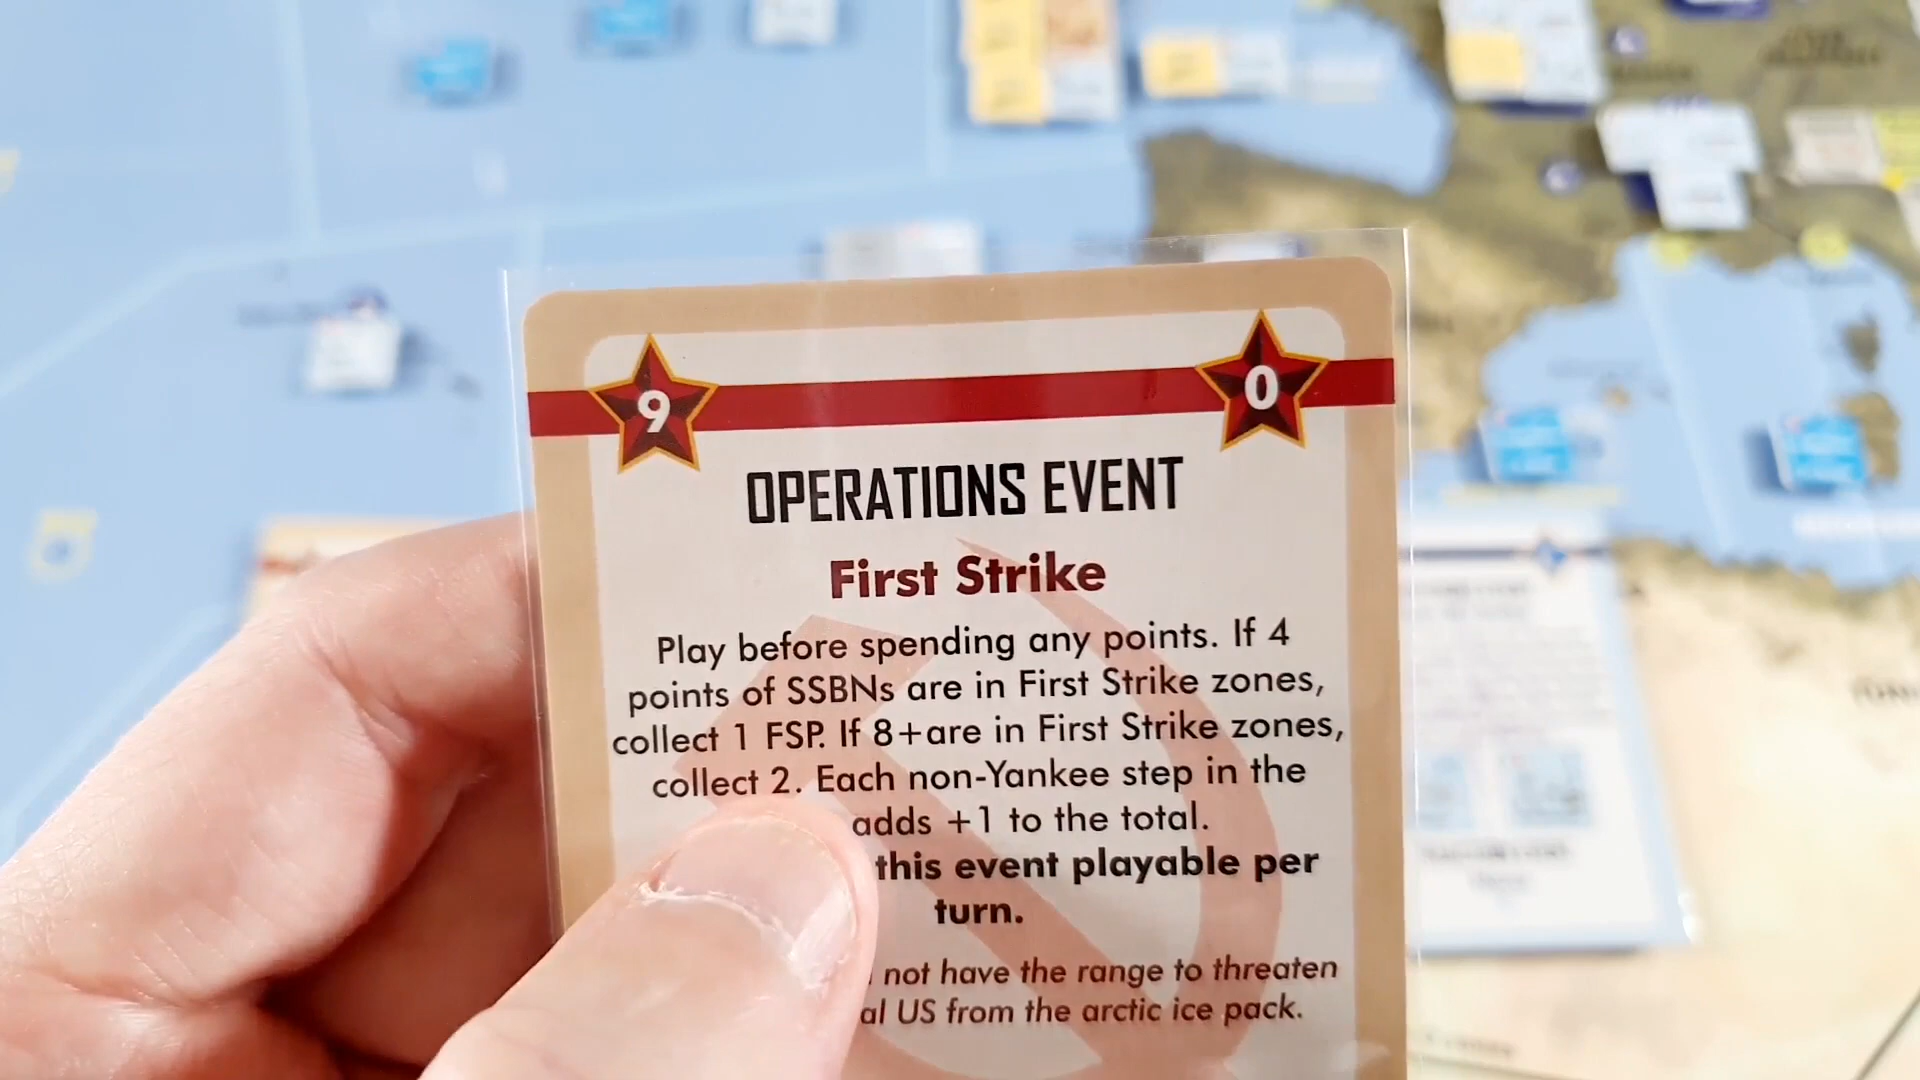 9 0
OPERATIONS EVENT
First Strike
Play before spending any points. If 4
points of SSBNs are in First Strike zones,
collect 1 FSP. If 8+are in First Strike zones,
collect 2. Each non-Yankee step in the
adds +1 to the total.
this event playable per
turn.
not have the range to threaten
al US from the arctic ice pack.